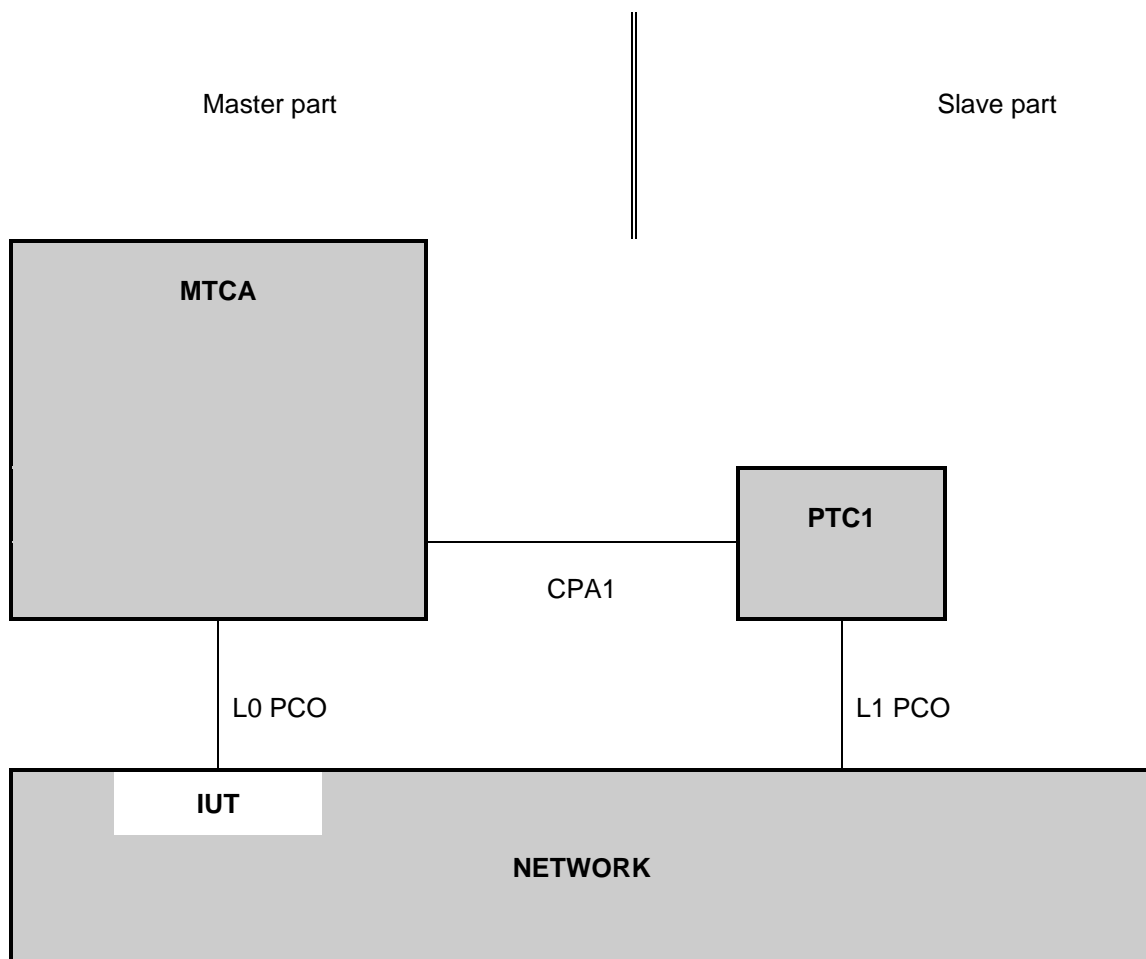 Master part
Slave part
MTCA
PTC1
CPA1
L0 PCO
L1 PCO
IUT
NETWORK